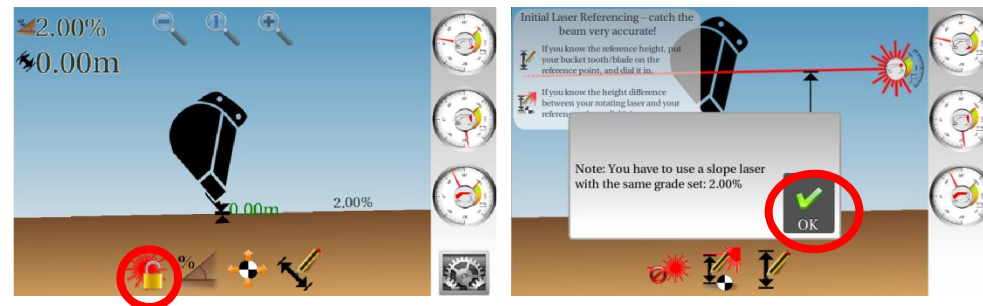 2.00%
0.00m
0.00m
2,00%
%
Initial Laser Referencing – catch the
beam very accurate!
If you know the reference height, put
your bucket tooth/blade on the
reference point, and dial it in.
If you know the height difference
between your rotating laser and your
Note: You have to use a slope laser
with the same grade set: 2.00%
OK